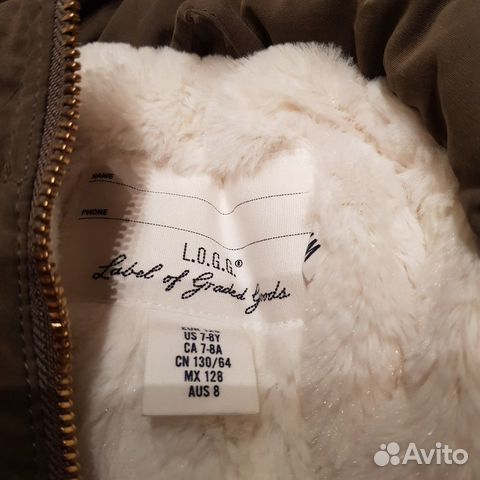 NAME
PHONE
L.O.G.G.®
Label of Graded Goods
US 7-8Y
CA 7-8A
CN 130/64
MX 128
AUS 8
Avito